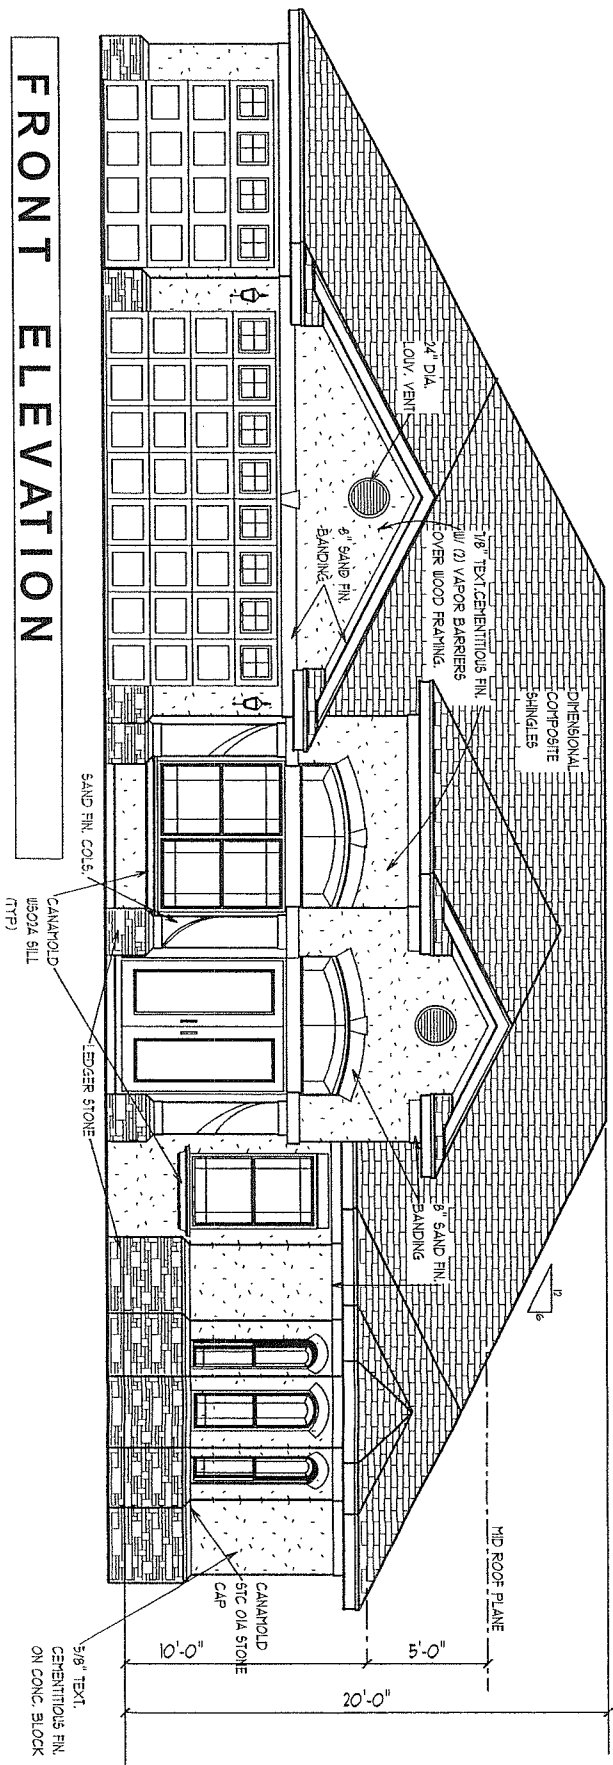 DIMENSIONAL
COMPOSITE
SHINGLES
24" DIA.
LOUV. VENT
7/8" TEXT.CEMENTITIOUS FIN.
W/ (2) VAPOR BARRIERS
OVER WOOD FRAMING.
6" SAND FIN.
BANDING
8" SAND FIN.
BANDING
12
6
MID ROOF PLANE
5'-0"
10'-0"
20'-0"
CANAMOLD
STC 01A STONE
CAP
5/8" TEXT.
CEMENTITIOUS FIN.
ON CONC. BLOCK
SAND FIN. COLS.
CANAMOLD
WS02A SILL
(TYP.)
LEDGER STONE
FRONT ELEVATION